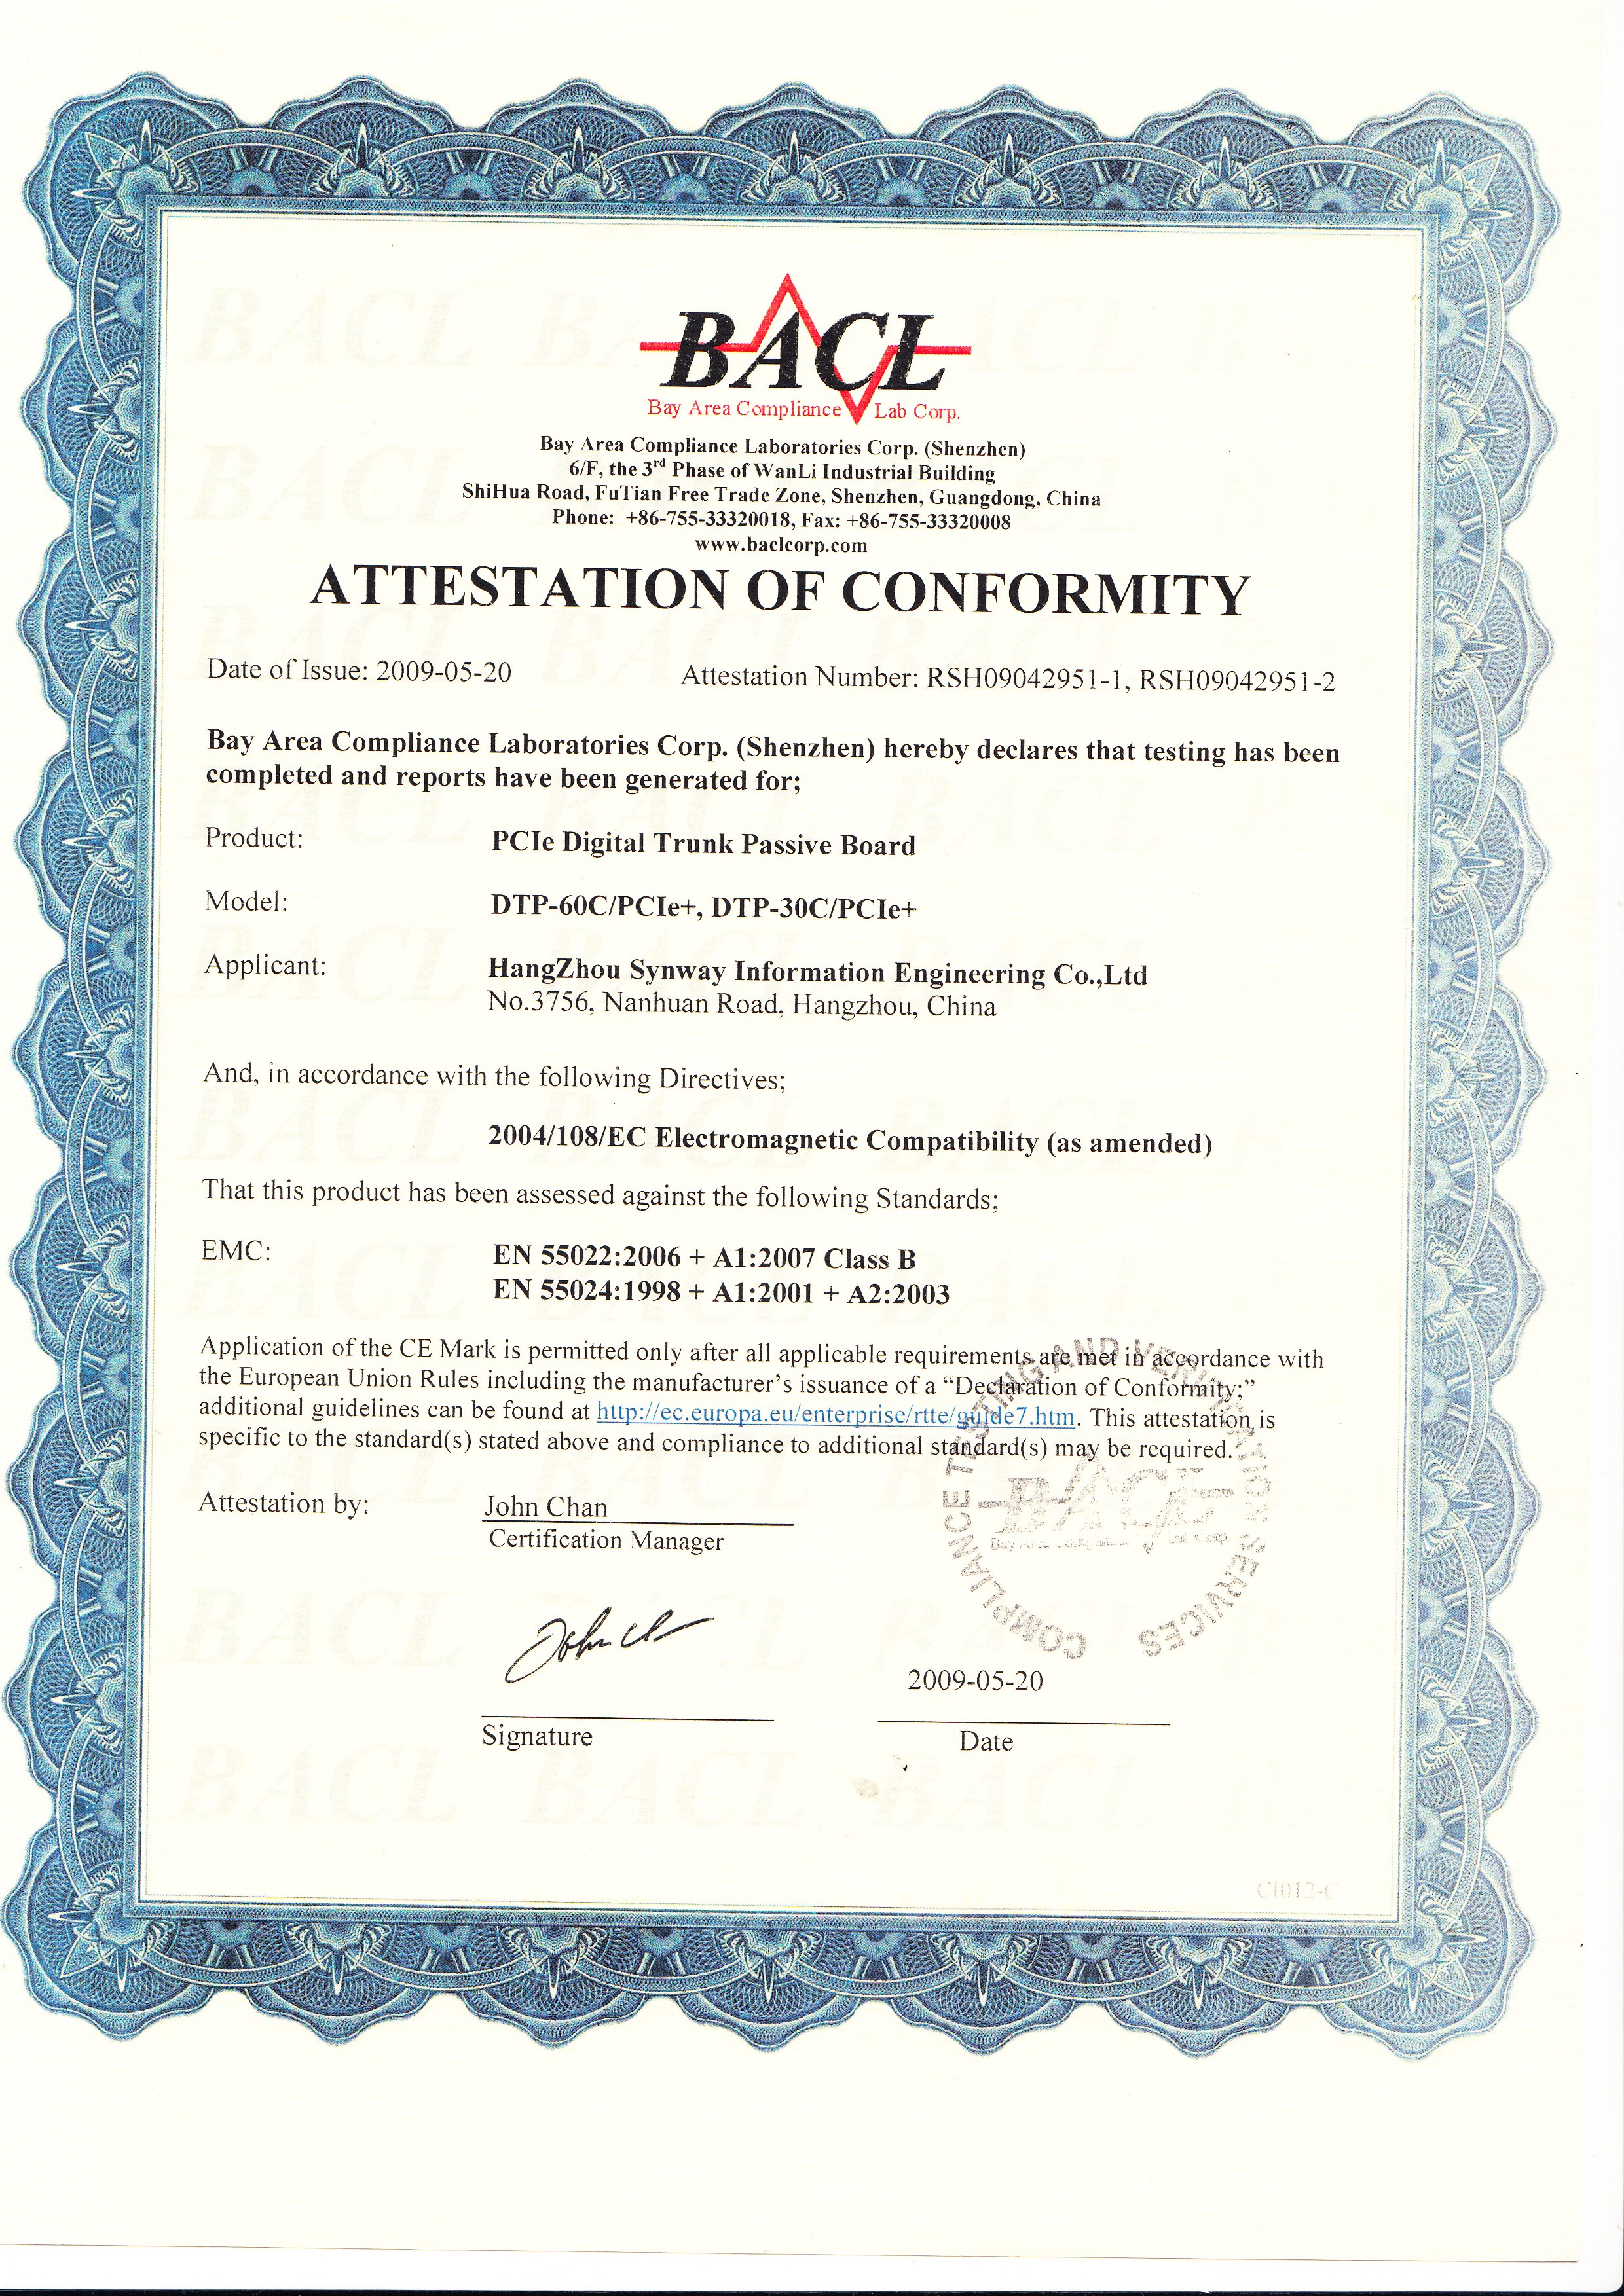 BACL
Bay Area Compliance Lab Corp.
Bay Area Compliance Laboratories Corp. (Shenzhen)
6/F, the 3rd Phase of WanLi Industrial Building
ShiHua Road, FuTian Free Trade Zone, Shenzhen, Guangdong, China
Phone: +86-755-33320018, Fax: +86-755-33320008
www.baclcorp.com
ATTESTATION OF CONFORMITY
Date of Issue: 2009-05-20 Attestation Number: RSH09042951-1, RSH09042951-2
Bay Area Compliance Laboratories Corp. (Shenzhen) hereby declares that testing has been
completed and reports have been generated for;
Product: PCIe Digital Trunk Passive Board
Model: DTP-60C/PCIe+, DTP-30C/PCIe+
Applicant: HangZhou Synway Information Engineering Co.,Ltd
No.3756, Nanhuan Road, Hangzhou, China
And, in accordance with the following Directives;
2004/108/EC Electromagnetic Compatibility (as amended)
That this product has been assessed against the following Standards;
EMC: EN 55022:2006 + A1:2007 Class B
EN 55024:1998 + A1:2001 + A2:2003
Application of the CE Mark is permitted only after all applicable requirements are met in accordance with
the European Union Rules including the manufacturer's issuance of a “Declaration of Conformity;”
additional guidelines can be found at http://ec.europa.eu/enterprise/rtte/guide7.htm. This attestation is
specific to the standard(s) stated above and compliance to additional standard(s) may be required.
COMPLIANCE TESTING AND VERIFICATION SERVICES
BACL
Attestation by: John Chan
Certification Manager
2009-05-20
Signature Date
CI012-C